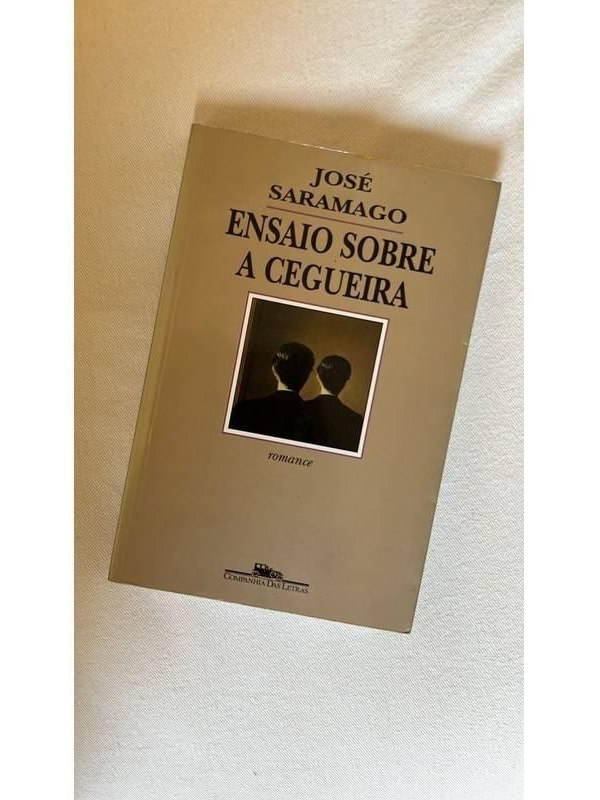 JOSÉ
SARAMAGO
ENSAIO SOBRE
A CEGUEIRA
romance
COMPANHIA DAS LETRAS